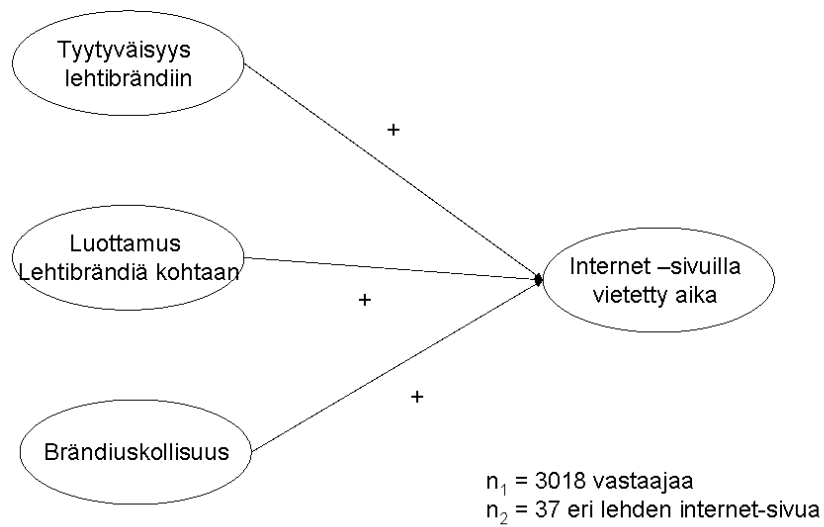 Tyytyväisyys
lehtibrändiin
+
Luottamus
Lehtibrändiä kohtaan
+
Internet –sivuilla
vietetty aika
+
Brändiuskollisuus
n₁ = 3018 vastaajaa
n₂ = 37 eri lehden internet-sivua